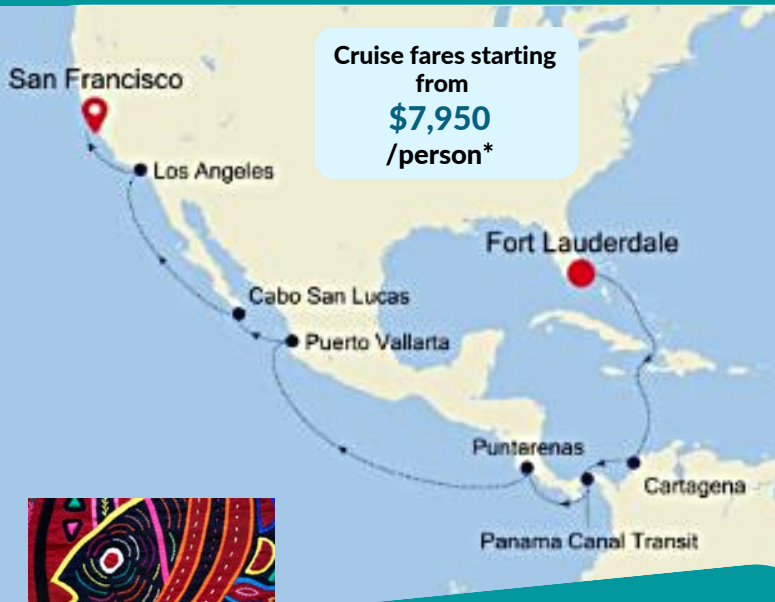 Cruise fares starting
from
$7,950
/person*
San Francisco
Los Angeles
Fort Lauderdale
Cabo San Lucas
Puerto Vallarta
Puntarenas
Cartagena
Panama Canal Transit